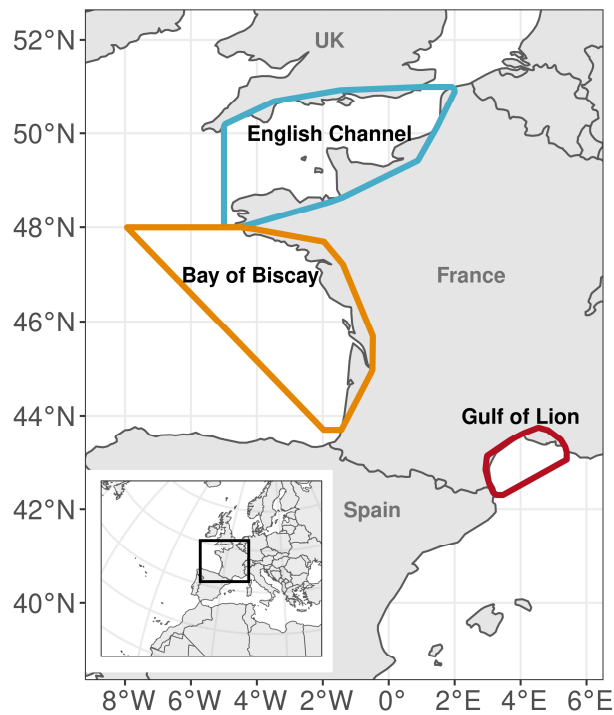 52°N
UK
50°N
English Channel
48°N
Bay of Biscay
France
46°N
44°N
Gulf of Lion
42°N
Spain
40°N
8°W 6°W 4°W 2°W 0° 2°E 4°E 6°E